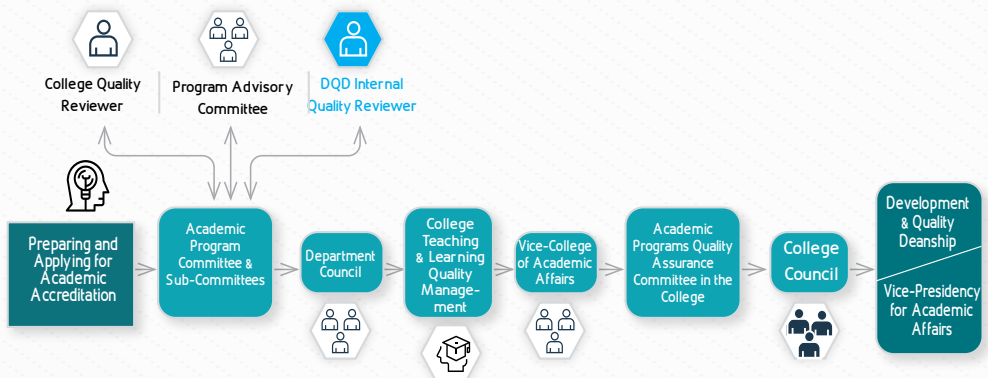 College Quality
Reviewer
Program Advisory
Committee
DQD Internal
Quality Reviewer
Preparing and
Applying for
Academic
Accreditation
Academic
Program
Committee &
Sub-Committees
Department
Council
College
Teaching
& Learning
Quality
Manage-
ment
Vice-College
of Academic
Affairs
Academic
Programs Quality
Assurance
Committee in the
College
College
Council
Development
& Quality
Deanship
Vice-Presidency
for Academic
Affairs